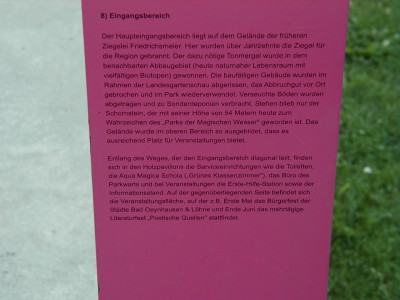 8) Eingangsbereich
Der Haupteingangsbereich liegt auf dem Gelände der früheren
Ziegelei Friedrichsmeier. Hier wurden über Jahrzehnte die Ziegel für
die Region gebrannt. Der dazu nötige Tonmergel wurde in dem
benachbarten Abbaugebiet (heute naturnaher Lebensraum mit
vielfältigen Biotopen) gewonnen. Die baufälligen Gebäude wurden im
Rahmen der Landesgartenschau abgerissen, das Abbruchgut vor Ort
gebrochen und im Park wiederverwendet. Verseuchte Böden wurden
abgetragen und zu Sonderdeponien verbracht. Stehen blieb nur der
Schornstein, der mit seiner Höhe von 54 Metern heute zum
Wahrzeichen des „Parks der Magischen Wasser" geworden ist. Das
Gelände wurde im oberen Bereich so ausgebildet, dass es
ausreichend Platz für Veranstaltungen bietet.
Entlang des Weges, der den Eingangsbereich diagonal teilt, finden
sich in den Holzpavillons die Serviceeinrichtungen wie die Toiletten,
die Aqua Magica Schola („Grünes Klassenzimmer"), das Büro des
Parkwarts und bei Veranstaltungen die Erste-Hilfe-Station sowie der
Informationsstand. Auf der gegenüberliegenden Seite befindet sich
die Veranstaltungsfläche, auf der z.B. Ende Mai das Bürgerfest der
Städte Bad Oeynhausen & Löhne und Ende Juni das mehrtägige
Literaturfest „Poetische Quellen" stattfindet.